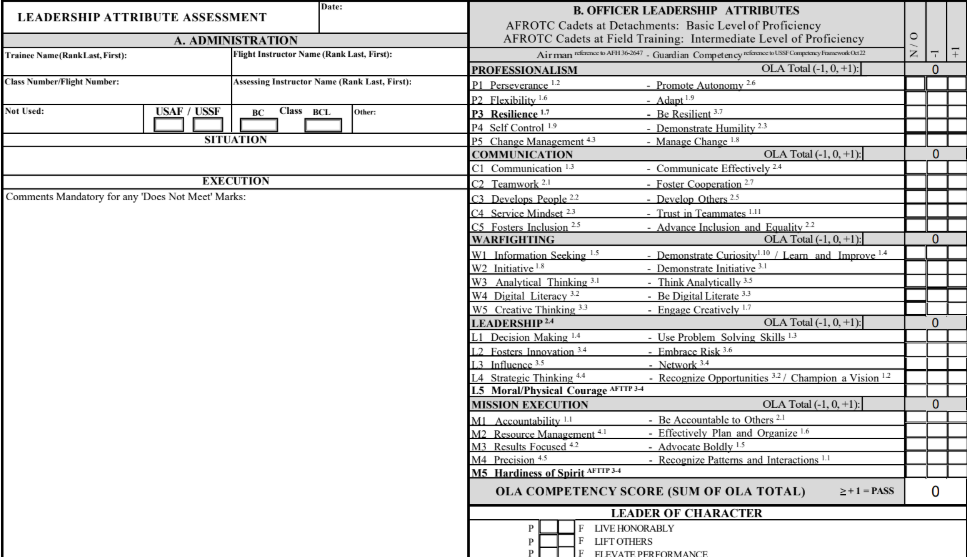 LEADERSHIP ATTRIBUTE ASSESSMENT
Date:
A. ADMINISTRATION
Trainee Name(RankLast, First):
Flight Instructor Name (Rank Last, First):
Class Number/Flight Number:
Assessing Instructor Name (Rank Last, First):
Not Used:
USAF / USSF
BC Class BCL
Other:
SITUATION
EXECUTION
Comments Mandatory for any 'Does Not Meet' Marks:
B. OFFICER LEADERSHIP ATTRIBUTES
AFROTC Cadets at Detachments: Basic Level of Proficiency
AFROTC Cadets at Field Training: Intermediate Level of Proficiency
Airman reference to AFH 36-2647 - Guardian Competency reference to USSF Competency Framework Oct 22
N / O
-1
+1
PROFESSIONALISM OLA Total (-1, 0, +1): 0
P1 Perseverance 1.2 - Promote Autonomy 2.6
P2 Flexibility 1.6 - Adapt 1.9
P3 Resilience 1.7 - Be Resilient 3.7
P4 Self Control 1.9 - Demonstrate Humility 2.3
P5 Change Management 4.3 - Manage Change 1.8
COMMUNICATION OLA Total (-1, 0, +1): 0
C1 Communication 1.3 - Communicate Effectively 2.4
C2 Teamwork 2.1 - Foster Cooperation 2.7
C3 Develops People 2.2 - Develop Others 2.5
C4 Service Mindset 2.3 - Trust in Teammates 1.11
C5 Fosters Inclusion 2.5 - Advance Inclusion and Equality 2.2
WARFIGHTING OLA Total (-1, 0, +1): 0
W1 Information Seeking 1.5 - Demonstrate Curiosity1.10 / Learn and Improve 1.4
W2 Initiative 1.8 - Demonstrate Initiative 3.1
W3 Analytical Thinking 3.1 - Think Analytically 3.5
W4 Digital Literacy 3.2 - Be Digital Literate 3.3
W5 Creative Thinking 3.3 - Engage Creatively 1.7
LEADERSHIP 2.4 OLA Total (-1, 0, +1): 0
L1 Decision Making 1.4 - Use Problem Solving Skills 1.3
L2 Fosters Innovation 3.4 - Embrace Risk 3.6
L3 Influence 3.5 - Network 3.4
L4 Strategic Thinking 4.4 - Recognize Opportunities 3.2 / Champion a Vision 1.2
L5 Moral/Physical Courage AFTTP 3-4
MISSION EXECUTION OLA Total (-1, 0, +1): 0
M1 Accountability 1.1 - Be Accountable to Others 2.1
M2 Resource Management 4.1 - Effectively Plan and Organize 1.6
M3 Results Focused 4.2 - Advocate Boldly 1.5
M4 Precision 4.5 - Recognize Patterns and Interactions 1.1
M5 Hardiness of Spirit AFTTP 3-4
OLA COMPETENCY SCORE (SUM OF OLA TOTAL) ≥ + 1 = PASS 0
LEADER OF CHARACTER
P F LIVE HONORABLY
P F LIFT OTHERS
P F ELEVATE PERFORMANCE